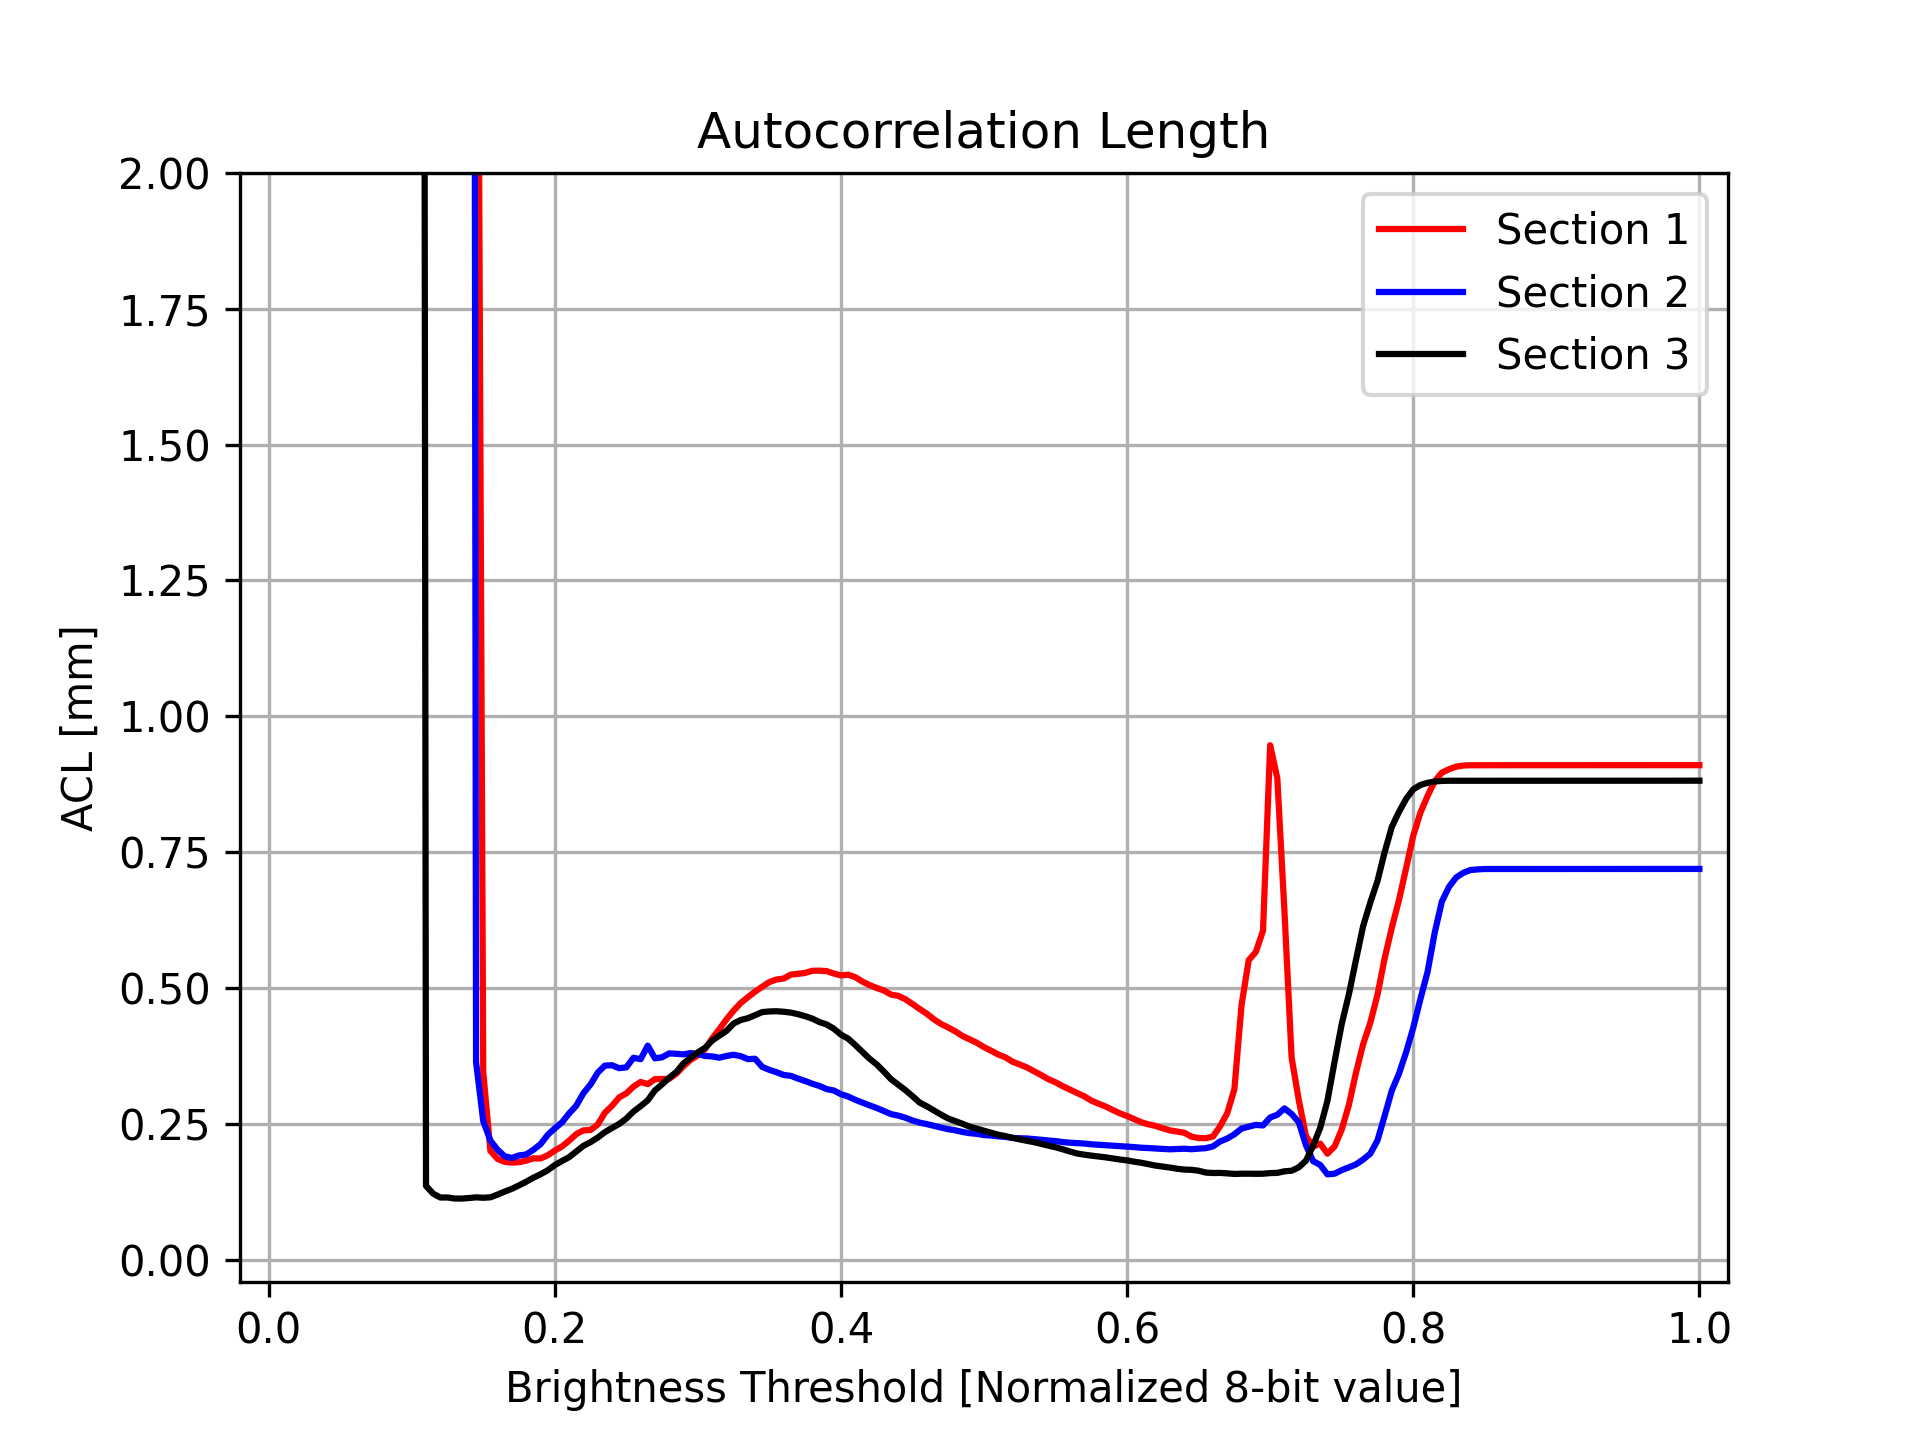 Autocorrelation Length
2.00
1.75
1.50
1.25
1.00
0.75
0.50
0.25
0.00
ACL [mm]
Section 1
Section 2
Section 3
0.0 0.2 0.4 0.6 0.8 1.0
Brightness Threshold [Normalized 8-bit value]